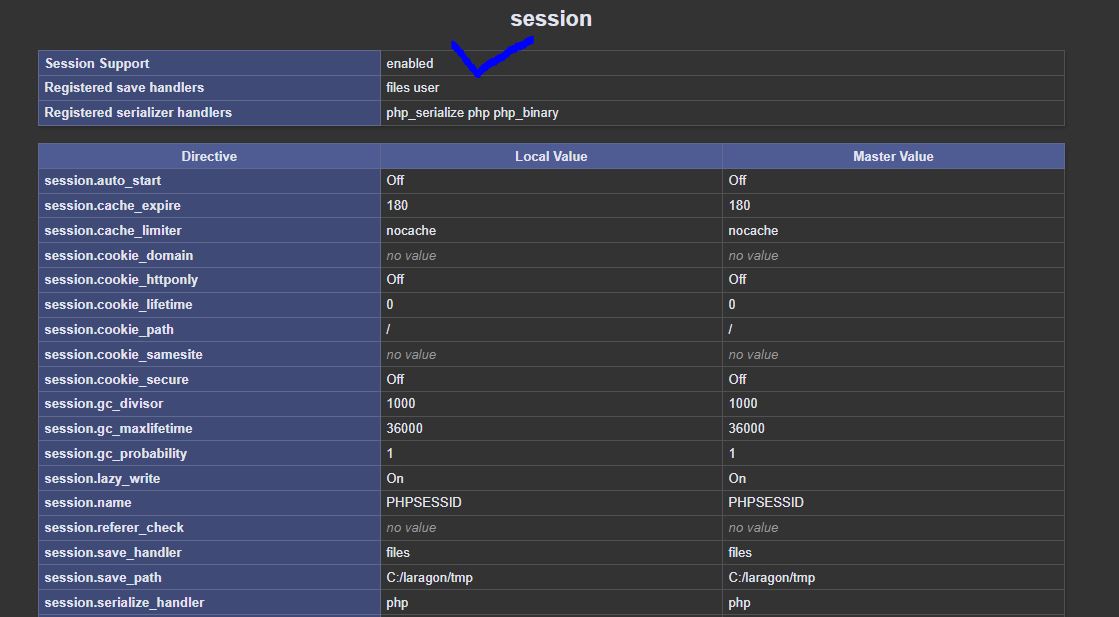 session
Session Support enabled
Registered save handlers files user
Registered serializer handlers php_serialize php php_binary
Directive Local Value Master Value
session.auto_start Off Off
session.cache_expire 180 180
session.cache_limiter nocache nocache
session.cookie_domain no value no value
session.cookie_httponly Off Off
session.cookie_lifetime 0 0
session.cookie_path / /
session.cookie_samesite no value no value
session.cookie_secure Off Off
session.gc_divisor 1000 1000
session.gc_maxlifetime 36000 36000
session.gc_probability 1 1
session.lazy_write On On
session.name PHPSESSID PHPSESSID
session.referer_check no value no value
session.save_handler files files
session.save_path C:/laragon/tmp C:/laragon/tmp
session.serialize_handler php php